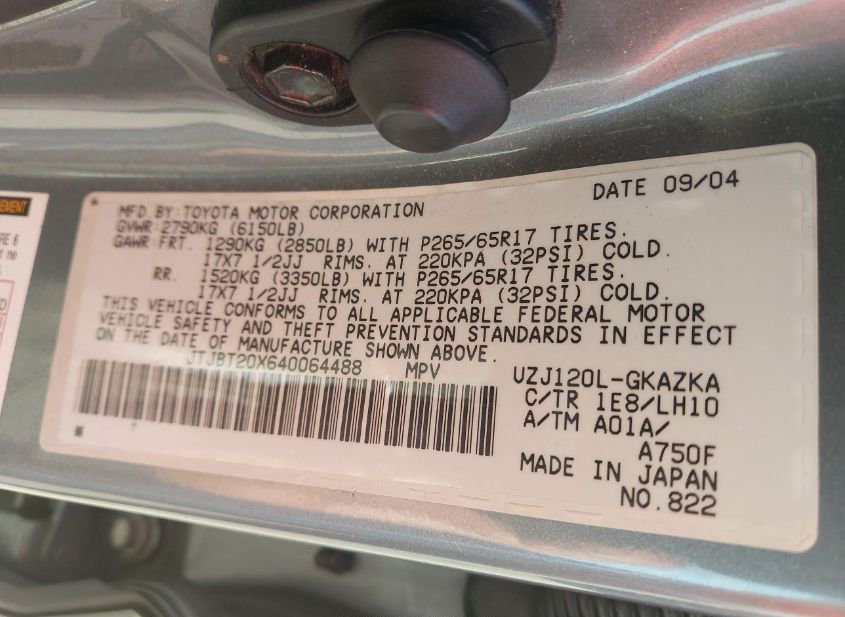 EMENT
DATE 09/04
MFD. BY: TOYOTA MOTOR CORPORATION
GVWR: 2790KG (6150LB)
GAWR: FRT. 1290KG (2850LB) WITH P265/65R17 TIRES.
17X7 1/2JJ RIMS. AT 220KPA (32PSI) COLD.
RR. 1520KG (3350LB) WITH P265/65R17 TIRES.
17X7 1/2JJ RIMS. AT 220KPA (32PSI) COLD.
THIS VEHICLE CONFORMS TO ALL APPLICABLE FEDERAL MOTOR
VEHICLE SAFETY AND THEFT PREVENTION STANDARDS IN EFFECT
ON THE DATE OF MANUFACTURE SHOWN ABOVE.
JTJBT20X640064488 MPV
UZJ120L-GKAZKA
C/TR 1E8/LH10
A/TM A01A/
A750F
MADE IN JAPAN
NO.822